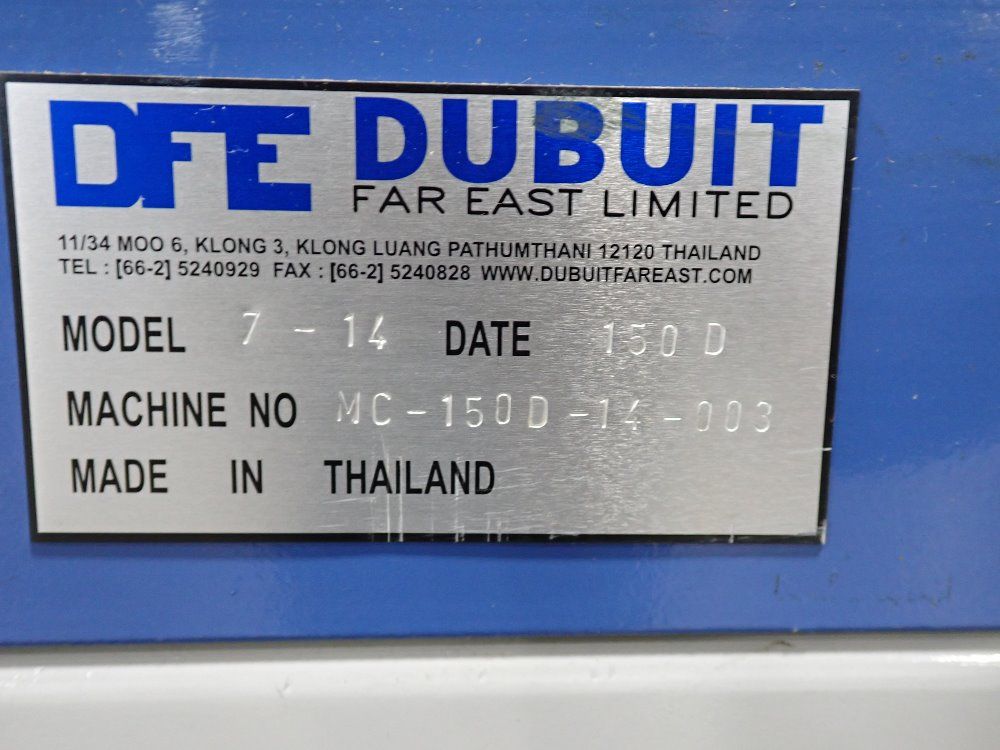 DFE DUBUIT
FAR EAST LIMITED
11/34 MOO 6, KLONG 3, KLONG LUANG PATHUMTHANI 12120 THAILAND
TEL : [66-2] 5240929 FAX : [66-2] 5240828 WWW.DUBUITFAREAST.COM
MODEL 7 - 14 DATE 150 D
MACHINE NO MC-150D-14-003
MADE IN THAILAND